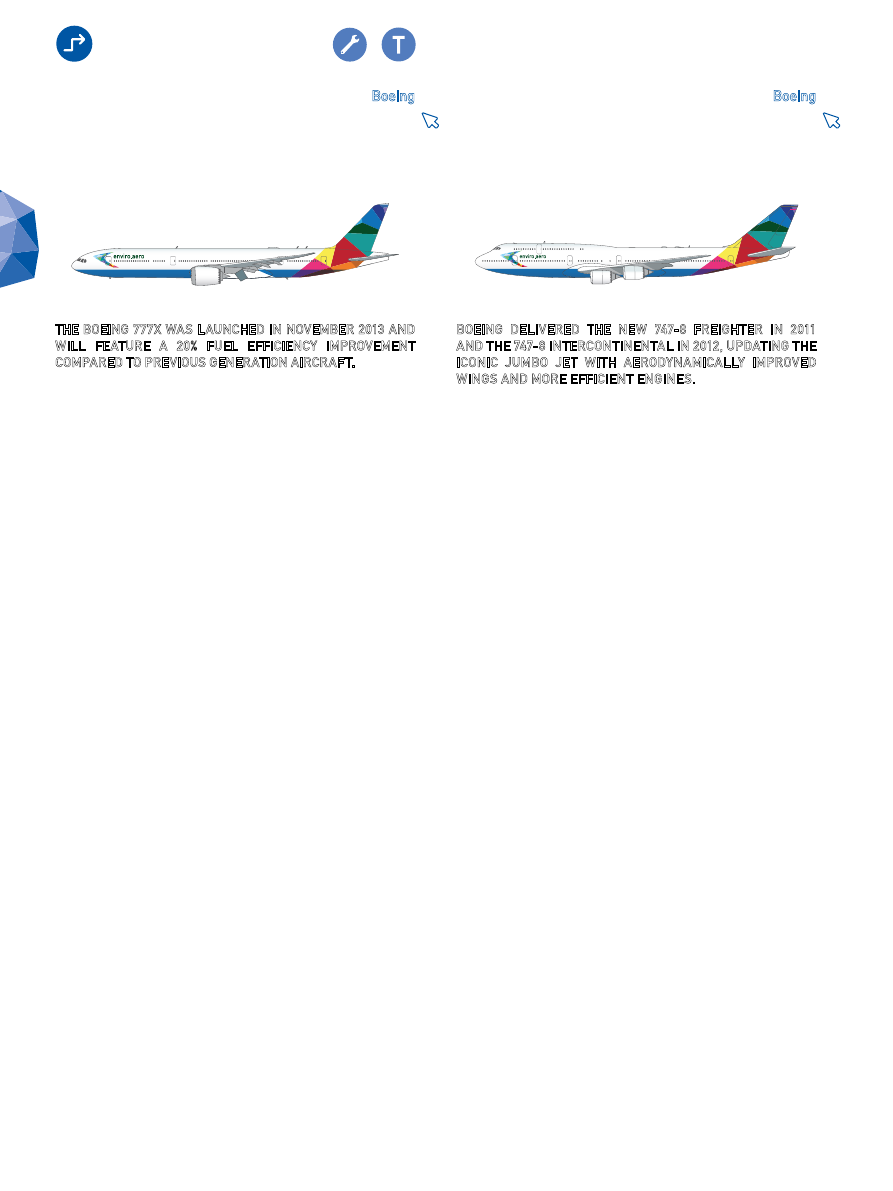 T
Boeing
Boeing
enviro.aero
enviro.aero
THE BOEING 777X WAS LAUNCHED IN NOVEMBER 2013 AND
WILL FEATURE A 20% FUEL EFFICIENCY IMPROVEMENT
COMPARED TO PREVIOUS GENERATION AIRCRAFT.
BOEING DELIVERED THE NEW 747-8 FREIGHTER IN 2011
AND THE 747-8 INTERCONTINENTAL IN 2012, UPDATING THE
ICONIC JUMBO JET WITH AERODYNAMICALLY IMPROVED
WINGS AND MORE EFFICIENT ENGINES.